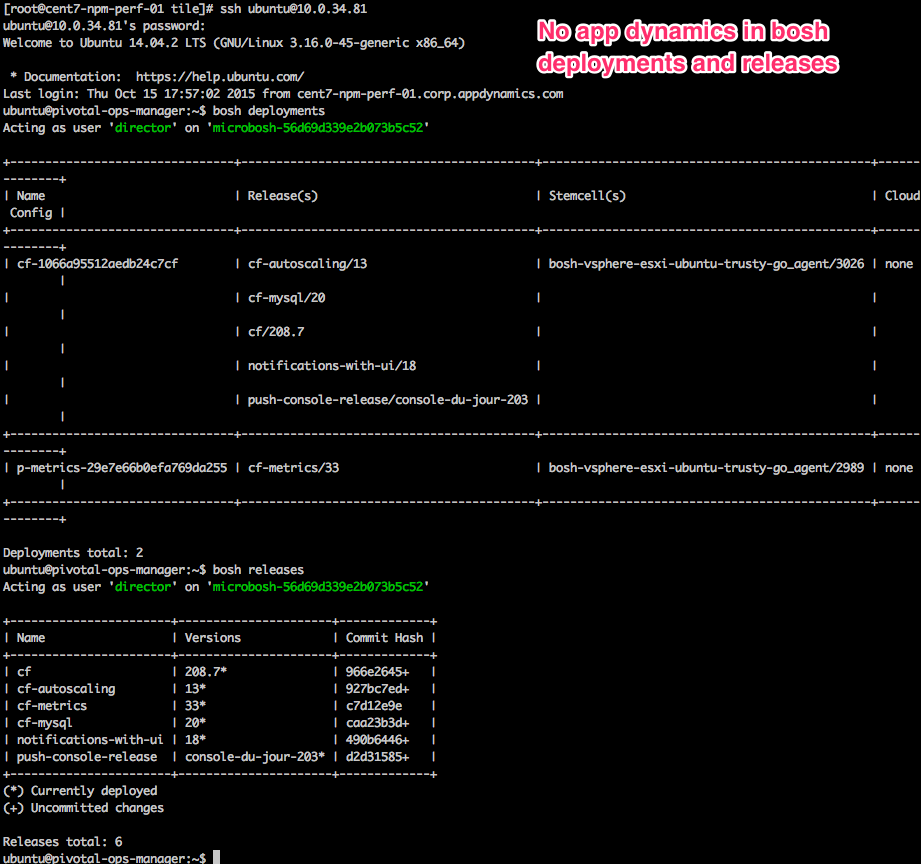 [root@cent7-npm-perf-01 tile]# ssh ubuntu@10.0.34.81
ubuntu@10.0.34.81's password:
Welcome to Ubuntu 14.04.2 LTS (GNU/Linux 3.16.0-45-generic x86_64)
No app dynamics in bosh
deployments and releases
* Documentation:  https://help.ubuntu.com/
Last login: Thu Oct 15 17:57:02 2015 from cent7-npm-perf-01.corp.appdynamics.com
ubuntu@pivotal-ops-manager:~$ bosh deployments
Acting as user 'director' on 'microbosh-56d69d339e2b073b5c52'
+-------------------------------+---------------------------------------+--------------------------------------------+------
--------+
| Name | Release(s) | Stemcell(s) | Cloud
Config |
+-------------------------------+---------------------------------------+--------------------------------------------+------
--------+
| cf-1066a95512aedb24c7cf | cf-autoscaling/13 | bosh-vsphere-esxi-ubuntu-trusty-go_agent/3026 | none
|
| | cf-mysql/20 | |
|
| | cf/208.7 | |
|
| | notifications-with-ui/18 | |
|
| | push-console-release/console-du-jour-203 | |
|
+-------------------------------+---------------------------------------+--------------------------------------------+------
--------+
| p-metrics-29e7e66b0efa769da255 | cf-metrics/33 | bosh-vsphere-esxi-ubuntu-trusty-go_agent/2989 | none
|
+-------------------------------+---------------------------------------+--------------------------------------------+------
--------+
Deployments total: 2
ubuntu@pivotal-ops-manager:~$ bosh releases
Acting as user 'director' on 'microbosh-56d69d339e2b073b5c52'
+-----------------------+----------------------+-------------+
| Name | Versions | Commit Hash |
+-----------------------+----------------------+-------------+
| cf | 208.7* | 966e2645+ |
| cf-autoscaling | 13* | 927bc7ed+ |
| cf-metrics | 33* | c7d12e9e |
| cf-mysql | 20* | caa23b3d+ |
| notifications-with-ui | 18* | 490b6446+ |
| push-console-release | console-du-jour-203* | d2d31585+ |
+-----------------------+----------------------+-------------+
(*) Currently deployed
(+) Uncommitted changes
Releases total: 6
ubuntu@pivotal-ops-manager:~$